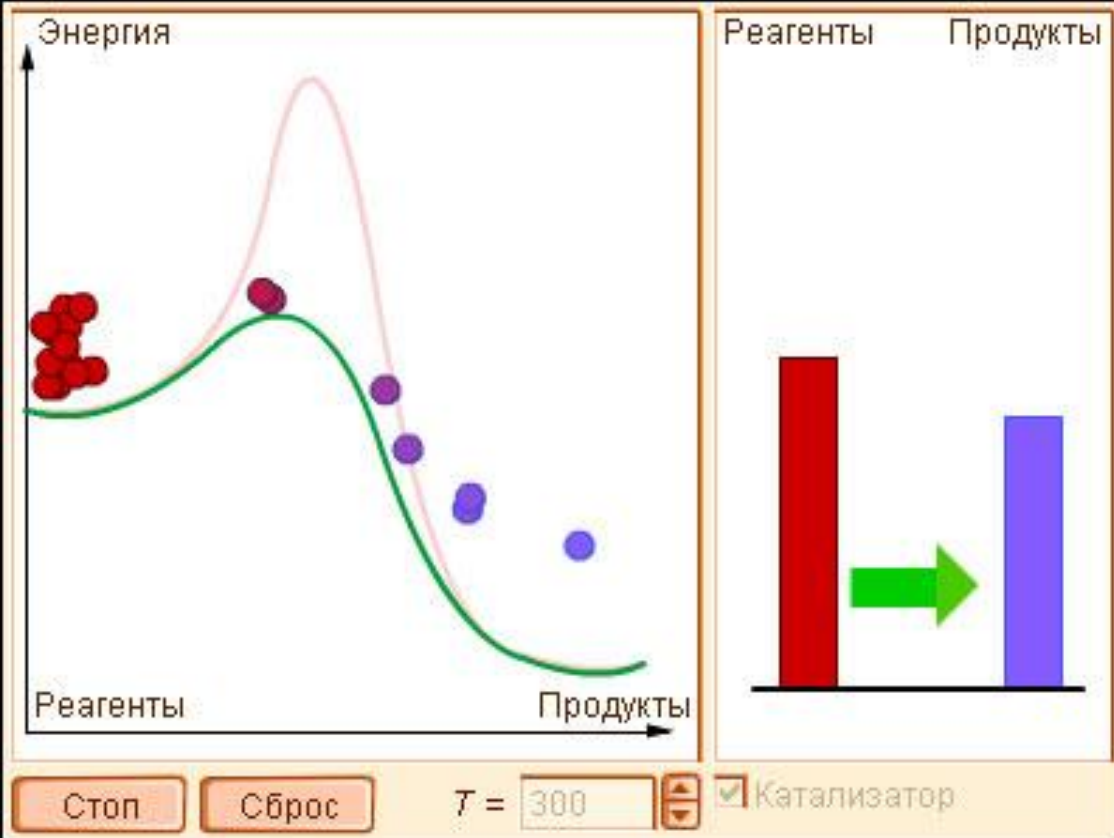 Энергия
Реагенты
Продукты
Реагенты
Продукты
Стоп
Сброс
T = 300
Катализатор